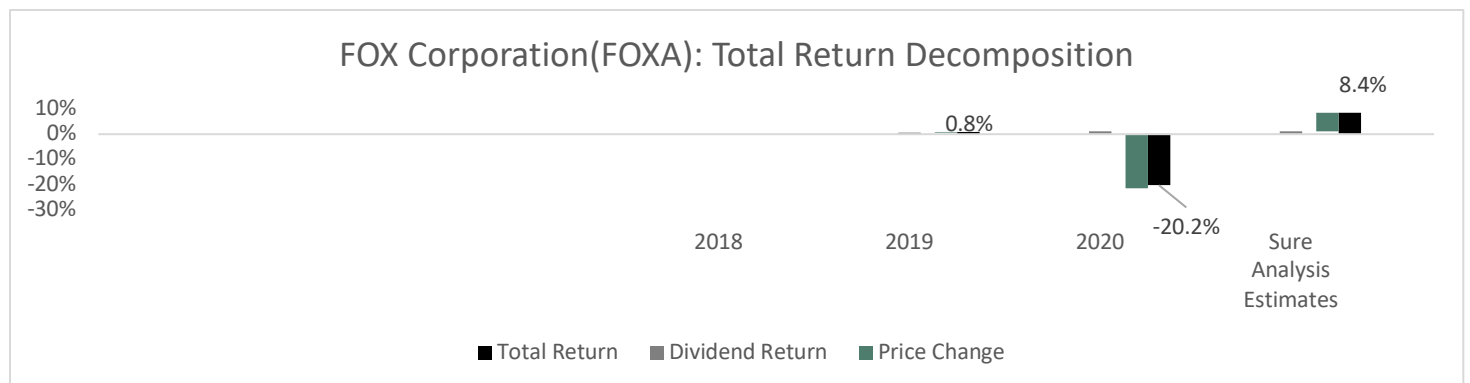 FOX Corporation(FOXA): Total Return Decomposition
8.4%
10%
0.8%
0%
-10%
-20%
-30%
-20.2%
2018 2019 2020 Sure
Analysis
Estimates
Total Return Dividend Return Price Change